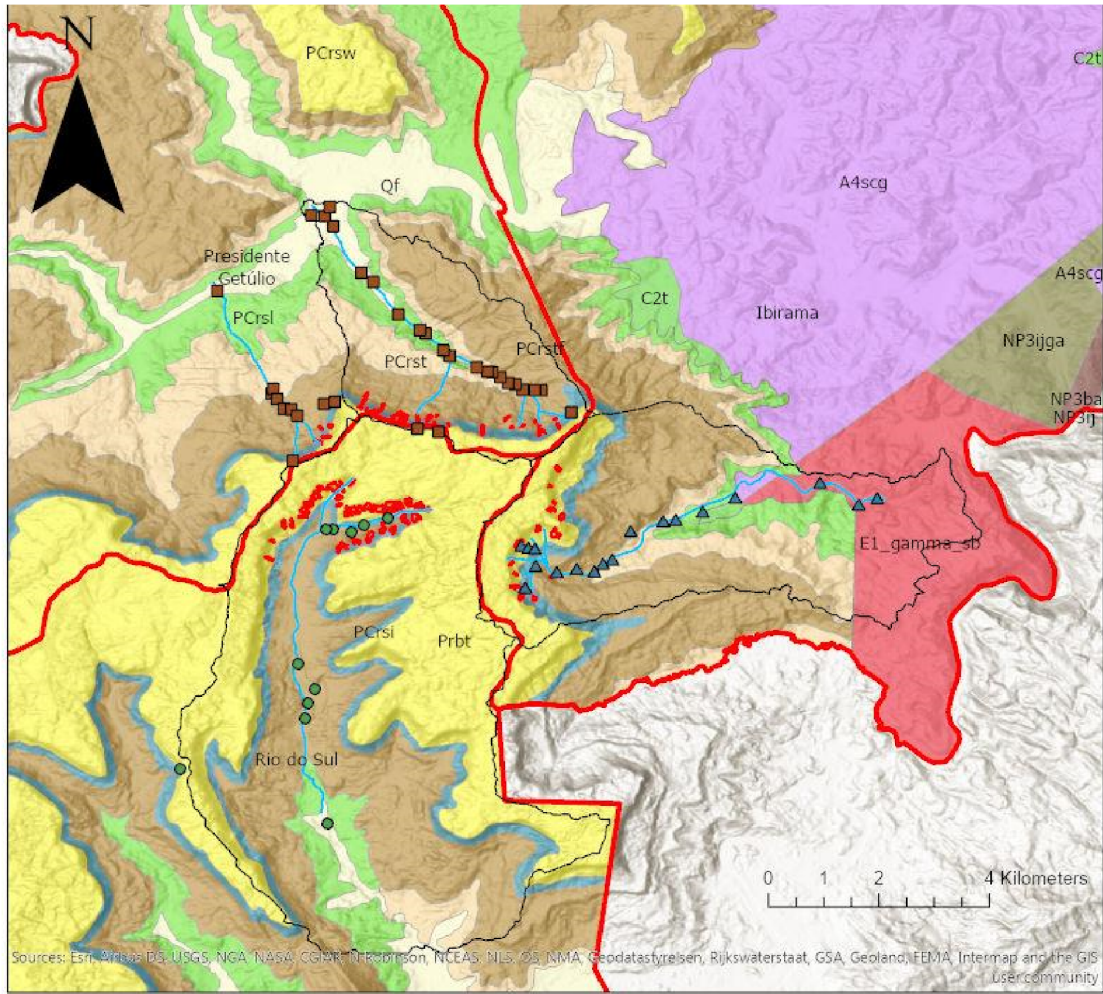 N
PCrsw
C2t
Qf
A4scg
Presidente
Getúlio
A4scg
PCrsl
C2t
Ibirama
NP3ijga
PCrst
PCrstf
NP3ba
NP3ij
E1_gamma_sb
PCrsi
Prbt
Rio do Sul
0 1 2 4 Kilometers
Sources: Esri, Airbus DS, USGS, NGA, NASA, CGIAR, N Robinson, NCEAS, NLS, OS, NMA, Geodatastyrelsen, Rijkswaterstaat, GSA, Geoland, FEMA, Intermap and the GIS
user community